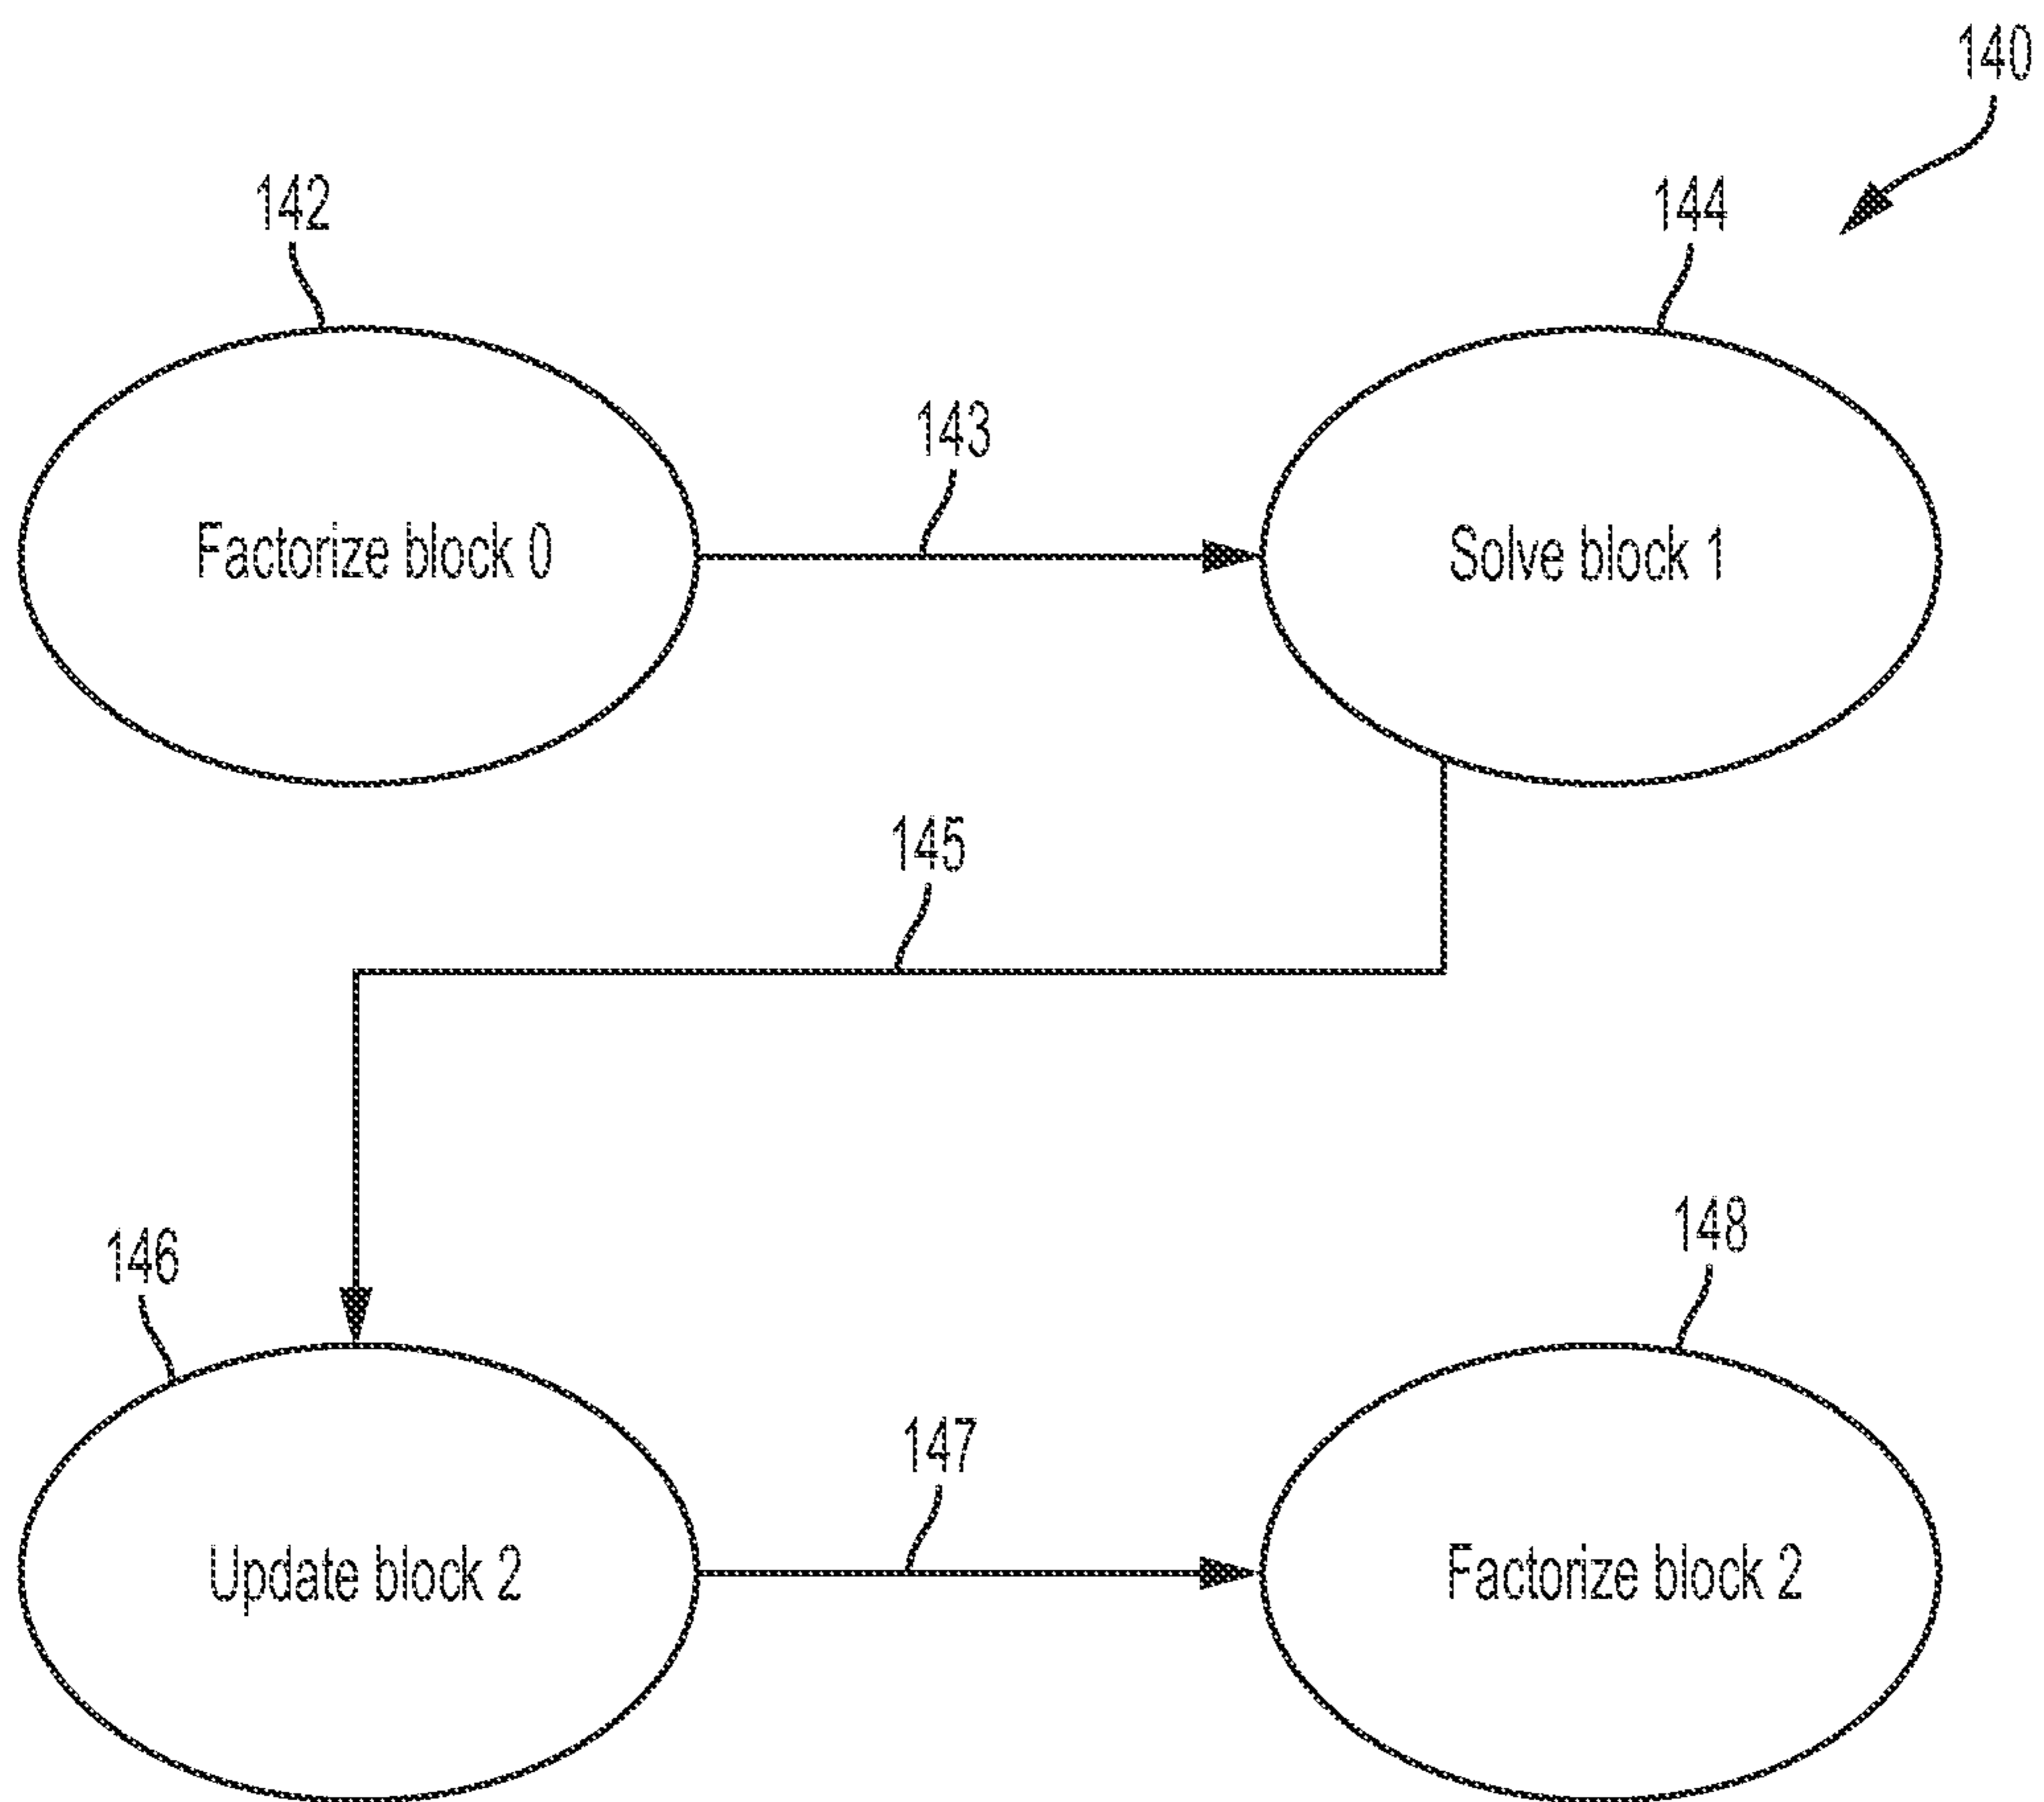 140
142
144
143
Factorize block 0
Solve block 1
145
146
148
147
Update block 2
Factorize block 2